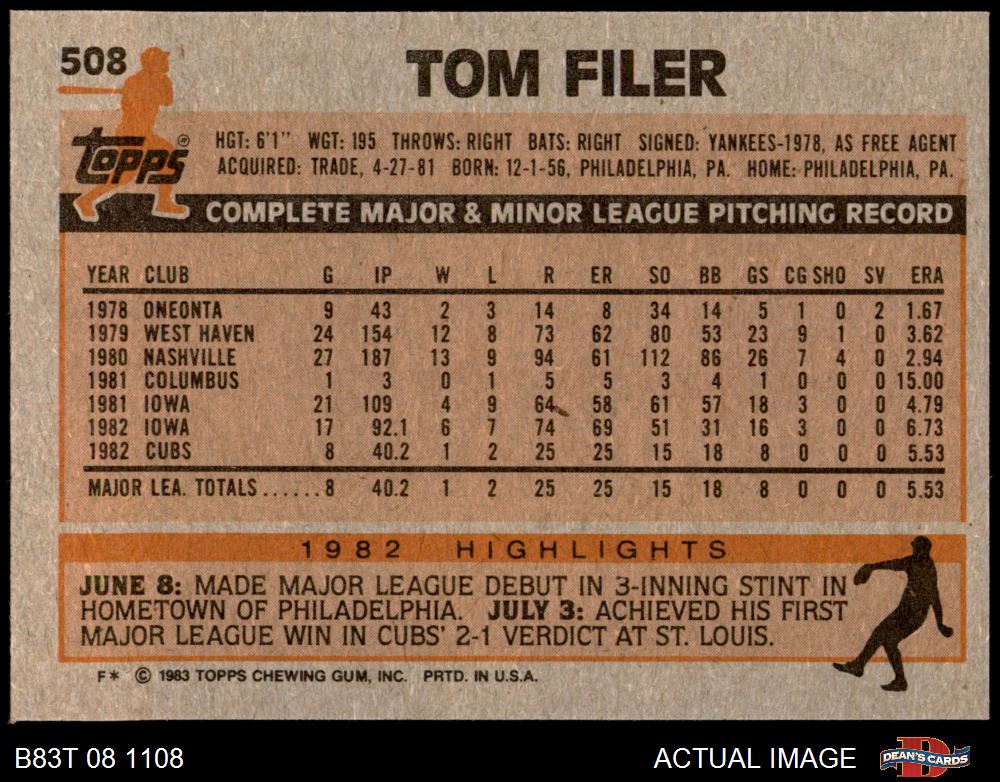 508
TOM FILER
TOPPS®
HGT: 6'1" WGT: 195 THROWS: RIGHT BATS: RIGHT SIGNED: YANKEES-1978, AS FREE AGENT
ACQUIRED: TRADE, 4-27-81 BORN: 12-1-56, PHILADELPHIA, PA. HOME: PHILADELPHIA, PA.
COMPLETE MAJOR & MINOR LEAGUE PITCHING RECORD
YEAR CLUB G IP W L R ER SO BB GS CG SHO SV ERA
1978 ONEONTA 9 43 2 3 14 8 34 14 5 1 0 2 1.67
1979 WEST HAVEN 24 154 12 8 73 62 80 53 23 9 1 0 3.62
1980 NASHVILLE 27 187 13 9 94 61 112 86 26 7 4 0 2.94
1981 COLUMBUS 1 3 0 1 5 5 3 4 1 0 0 0 15.00
1981 IOWA 21 109 4 9 64 58 61 57 18 3 0 0 4.79
1982 IOWA 17 92.1 6 7 74 69 51 31 16 3 0 0 6.73
1982 CUBS 8 40.2 1 2 25 25 15 18 8 0 0 0 5.53
MAJOR LEA. TOTALS......8 40.2 1 2 25 25 15 18 8 0 0 0 5.53
1982 HIGHLIGHTS
JUNE 8: MADE MAJOR LEAGUE DEBUT IN 3-INNING STINT IN
HOMETOWN OF PHILADELPHIA. JULY 3: ACHIEVED HIS FIRST
MAJOR LEAGUE WIN IN CUBS' 2-1 VERDICT AT ST. LOUIS.
F* © 1983 TOPPS CHEWING GUM, INC. PRTD. IN U.S.A.
B83T 08 1108 ACTUAL IMAGE DEAN'S CARDS